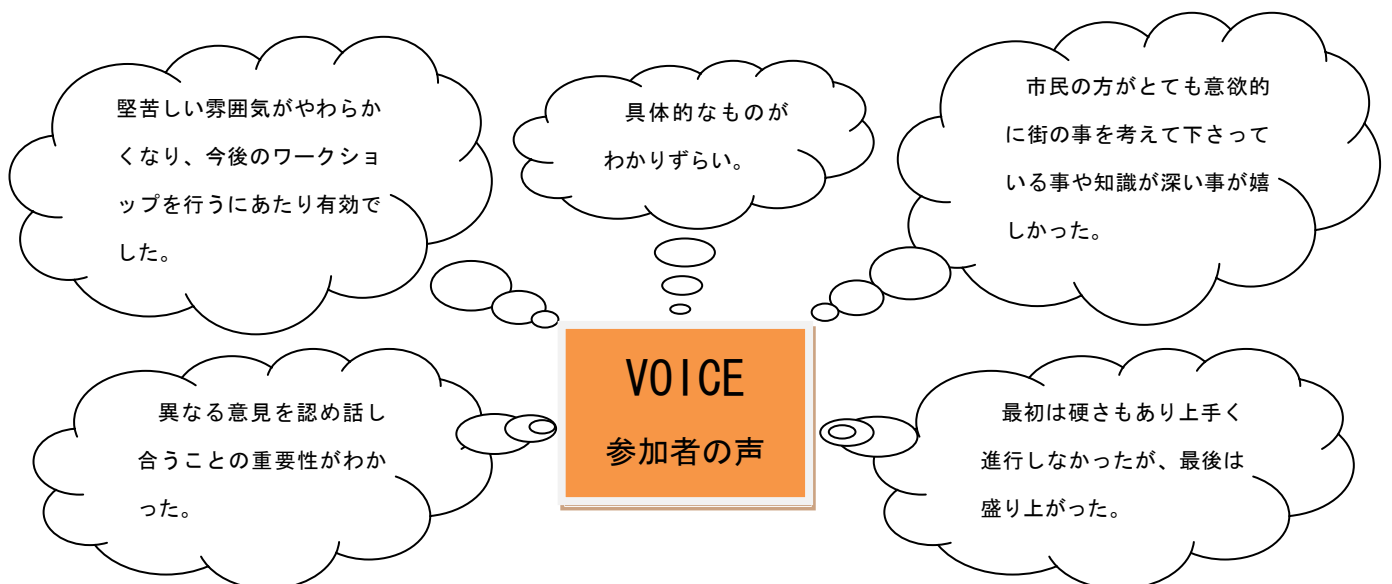 堅苦しい雰囲気がやわらか
くなり、今後のワークショ
ップを行うにあたり有効で
した。
具体的なものが
わかりずらい。
市民の方がとても意欲的
に街の事を考えて下さって
いる事や知識が深い事が嬉
しかった。
VOICE
参加者の声
異なる意見を認め話し
合うことの重要性がわか
った。
最初は硬さもあり上手く
進行しなかったが、最後は
盛り上がった。